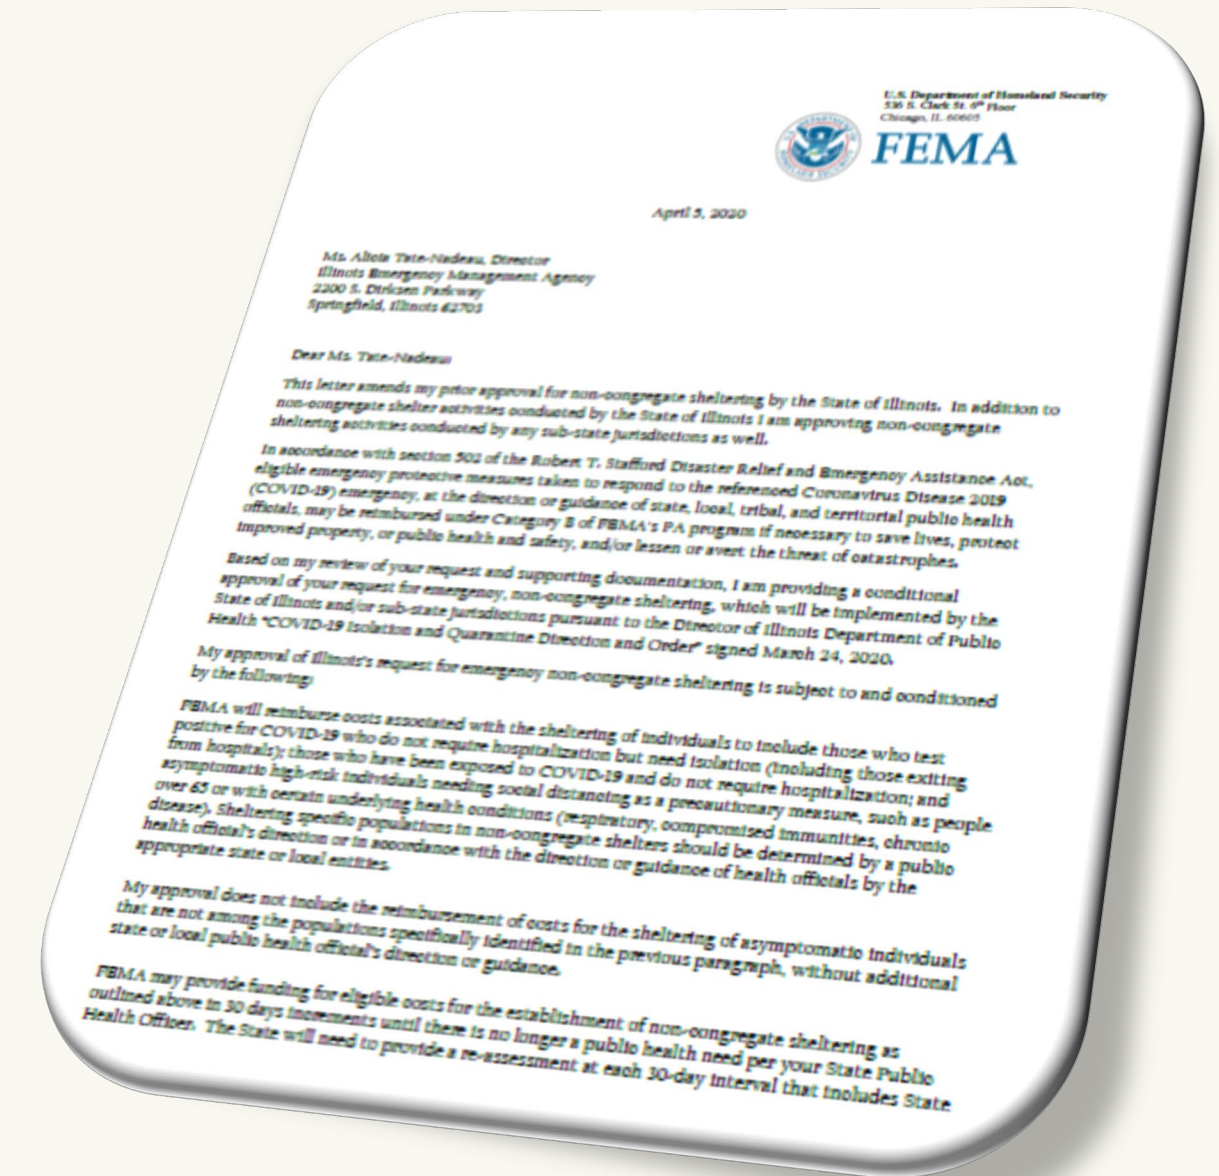 U.S. Department of Homeland Security
536 S. Clark St. 6th Floor
Chicago, IL 60605
FEMA
April 5, 2020
Ms. Alicia Tate-Nadeau, Director
Illinois Emergency Management Agency
2200 S. Dirksen Parkway
Springfield, Illinois 62703
Dear Ms. Tate-Nadeau:
This letter amends my prior approval for non-congregate sheltering by the State of Illinois. In addition to
non-congregate shelter activities conducted by the State of Illinois I am approving non-congregate
sheltering activities conducted by any sub-state jurisdictions as well.
In accordance with section 502 of the Robert T. Stafford Disaster Relief and Emergency Assistance Act,
eligible emergency protective measures taken to respond to the referenced Coronavirus Disease 2019
(COVID-19) emergency, at the direction or guidance of state, local, tribal, and territorial public health
officials, may be reimbursed under Category B of FEMA's PA program if necessary to save lives, protect
improved property, or public health and safety, and/or lessen or avert the threat of catastrophes.
Based on my review of your request and supporting documentation, I am providing a conditional
approval of your request for emergency, non-congregate sheltering, which will be implemented by the
State of Illinois and/or sub-state jurisdictions pursuant to the Director of Illinois Department of Public
Health "COVID-19 Isolation and Quarantine Direction and Order" signed March 24, 2020.
My approval of Illinois's request for emergency non-congregate sheltering is subject to and conditioned
by the following:
FEMA will reimburse costs associated with the sheltering of individuals to include those who test
positive for COVID-19 who do not require hospitalization but need isolation (including those exiting
from hospitals); those who have been exposed to COVID-19 and do not require hospitalization; and
asymptomatic high-risk individuals needing social distancing as a precautionary measure, such as people
over 65 or with certain underlying health conditions (respiratory, compromised immunities, chronic
disease). Sheltering specific populations in non-congregate shelters should be determined by a public
health official's direction or in accordance with the direction or guidance of health officials by the
appropriate state or local entities.
My approval does not include the reimbursement of costs for the sheltering of asymptomatic individuals
that are not among the populations specifically identified in the previous paragraph, without additional
state or local public health official's direction or guidance.
FEMA may provide funding for eligible costs for the establishment of non-congregate sheltering as
outlined above in 30 days increments until there is no longer a public health need per your State Public
Health Officer. The State will need to provide a re-assessment at each 30-day interval that includes State